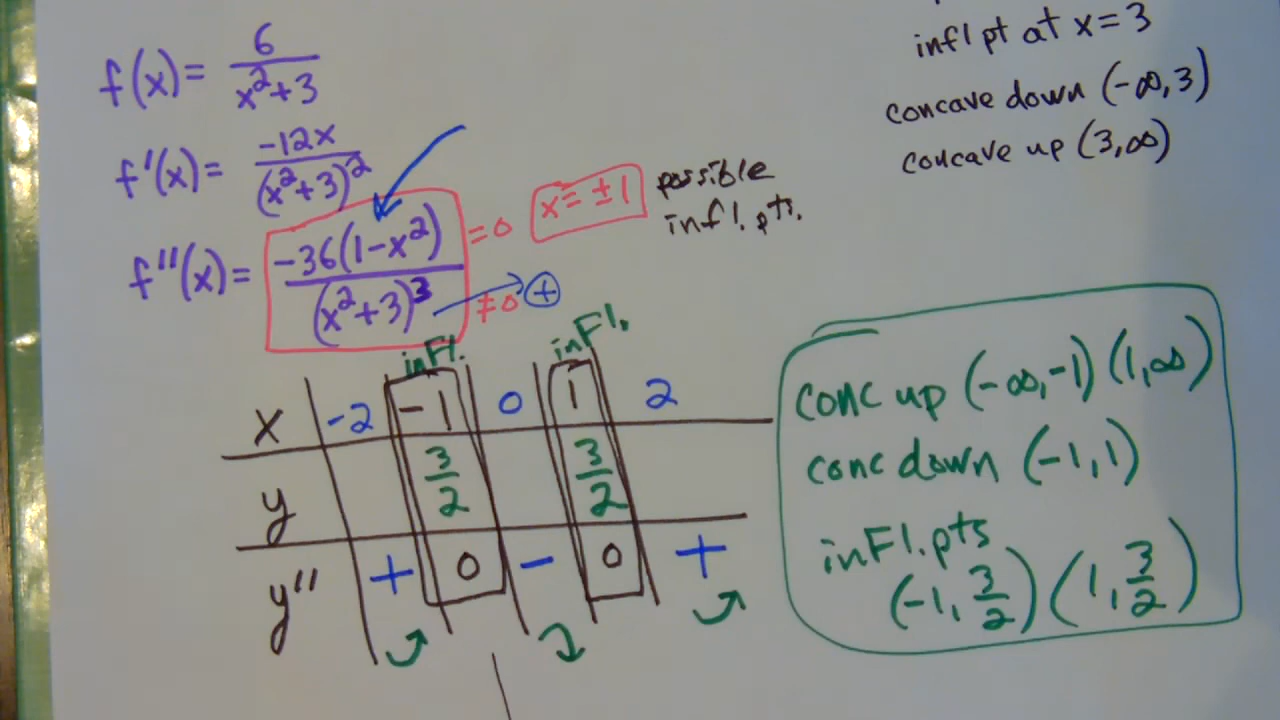 f(x) = 6/(x²+3)
f'(x) = -12x/(x²+3)²
f''(x) = -36(1-x²)/(x²+3)³ = 0 x = ±1 possible infl. pts.
≠0 +
infl pt at x = 3
concave down (-∞, 3)
concave up (3, ∞)
inFl. inFl.
x -2 -1 0 1 2
y 3/2 3/2
y'' + 0 - 0 +
conc up (-∞, -1) (1, ∞)
conc down (-1, 1)
inFl. pts
(-1, 3/2) (1, 3/2)